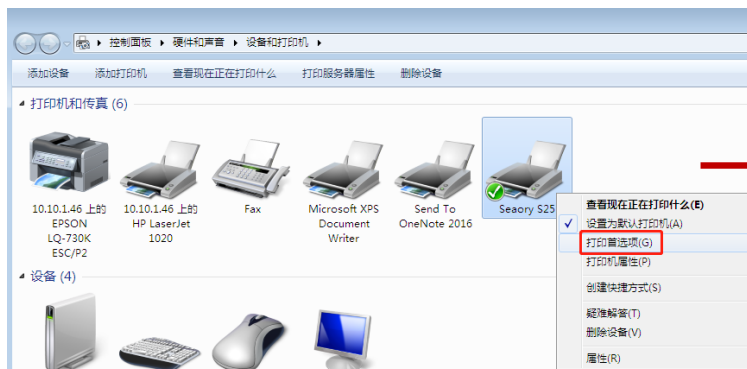 控制面板 硬件和声音 设备和打印机
添加设备 添加打印机 查看现在正在打印什么 打印服务器属性 删除设备
打印机和传真 (6)
10.10.1.46 上的
EPSON
LQ-730K
ESC/P2
10.10.1.46 上的
HP LaserJet
1020
Fax
Microsoft XPS
Document
Writer
Send To
OneNote 2016
Seaory S25
查看现在正在打印什么(E)
设置为默认打印机(A)
打印首选项(G)
打印机属性(P)
创建快捷方式(S)
疑难解答(T)
删除设备(V)
属性(R)
设备 (4)